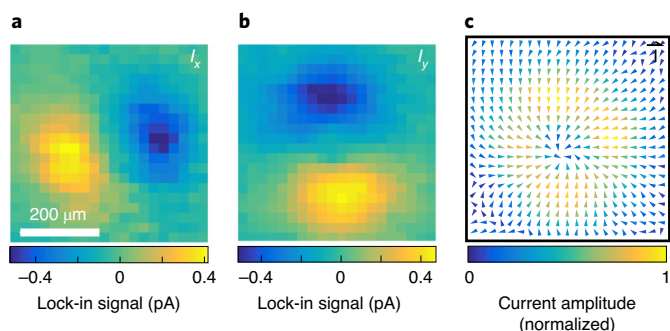 a
b
c
Ix
Iy
200 μm
–0.4 0 0.4
–0.4 0 0.4
0 1
Lock-in signal (pA)
Lock-in signal (pA)
Current amplitude
(normalized)